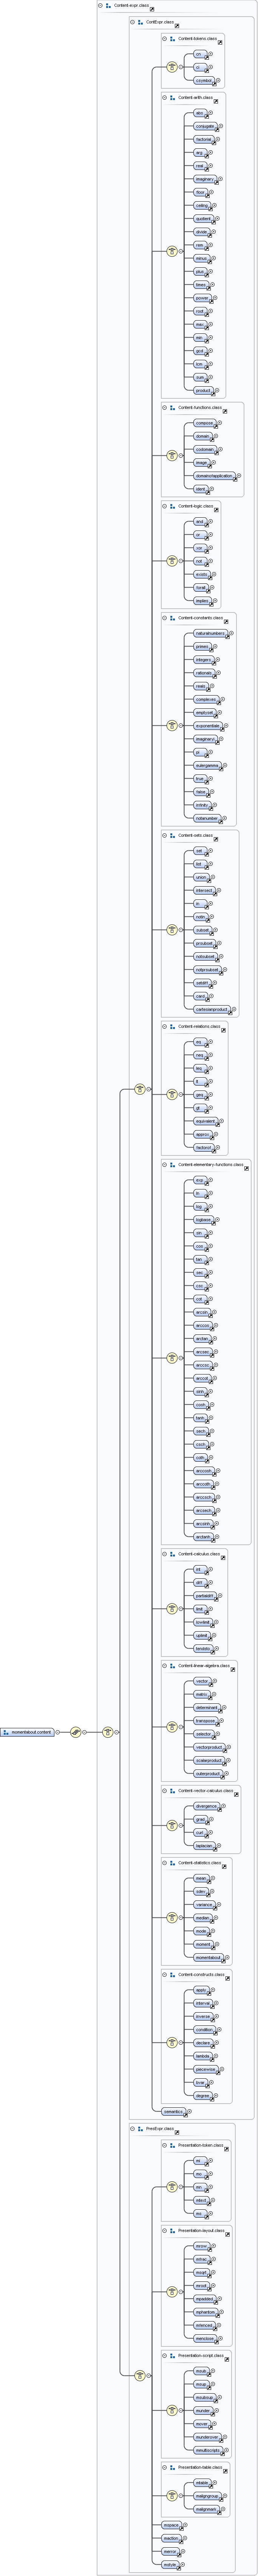 Content-expr.class
ContExpr.class
Content-tokens.class
cn
ci
csymbol
Content-arith.class
abs
conjugate
factorial
arg
real
imaginary
floor
ceiling
quotient
divide
rem
minus
plus
times
power
root
max
min
gcd
lcm
sum
product
Content-functions.class
compose
domain
codomain
image
domainofapplication
ident
Content-logic.class
and
or
xor
not
exists
forall
implies
Content-constants.class
naturalnumbers
primes
integers
rationals
reals
complexes
emptyset
exponentiale
imaginaryi
pi
eulergamma
true
false
infinity
notanumber
Content-sets.class
set
list
union
intersect
in
notin
subset
prsubset
notsubset
notprsubset
setdiff
card
cartesianproduct
Content-relations.class
eq
neq
leq
lt
geq
gt
equivalent
approx
factorof
Content-elementary-functions.class
exp
ln
log
logbase
sin
cos
tan
sec
csc
cot
arcsin
arccos
arctan
arcsec
arccsc
arccot
sinh
cosh
tanh
sech
csch
coth
arccosh
arccoth
arccsch
arcsech
arcsinh
arctanh
Content-calculus.class
int
diff
partialdiff
limit
lowlimit
uplimit
tendsto
Content-linear-algebra.class
vector
matrix
determinant
transpose
selector
vectorproduct
scalarproduct
outerproduct
momentabout.content
Content-vector-calculus.class
divergence
grad
curl
laplacian
Content-statistics.class
mean
sdev
variance
median
mode
moment
momentabout
Content-constructs.class
apply
interval
inverse
condition
declare
lambda
piecewise
bvar
degree
semantics
PresExpr.class
Presentation-token.class
mi
mo
mn
mtext
ms
Presentation-layout.class
mrow
mfrac
msqrt
mroot
mpadded
mphantom
mfenced
menclose
Presentation-script.class
msub
msup
msubsup
munder
mover
munderover
mmultiscripts
Presentation-table.class
mtable
maligngroup
malignmark
mspace
maction
merror
mstyle